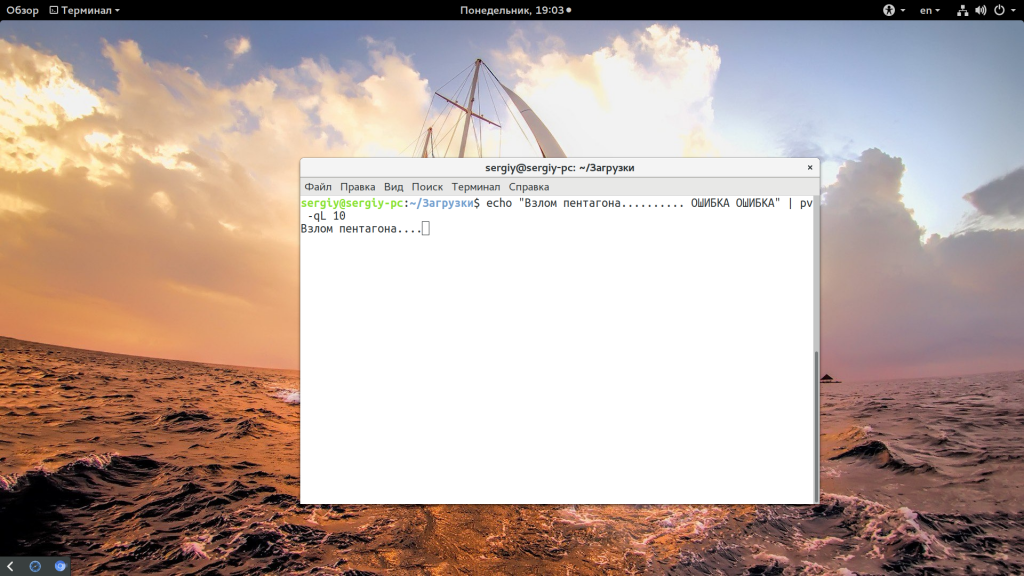 Обзор Терминал Понедельник, 19:03 en
sergiy@sergiy-pc: ~/Загрузки
Файл Правка Вид Поиск Терминал Справка
sergiy@sergiy-pc:~/Загрузки$ echo "Взлом пентагона.......... ОШИБКА ОШИБКА" | pv
-qL 10
Взлом пентагона....